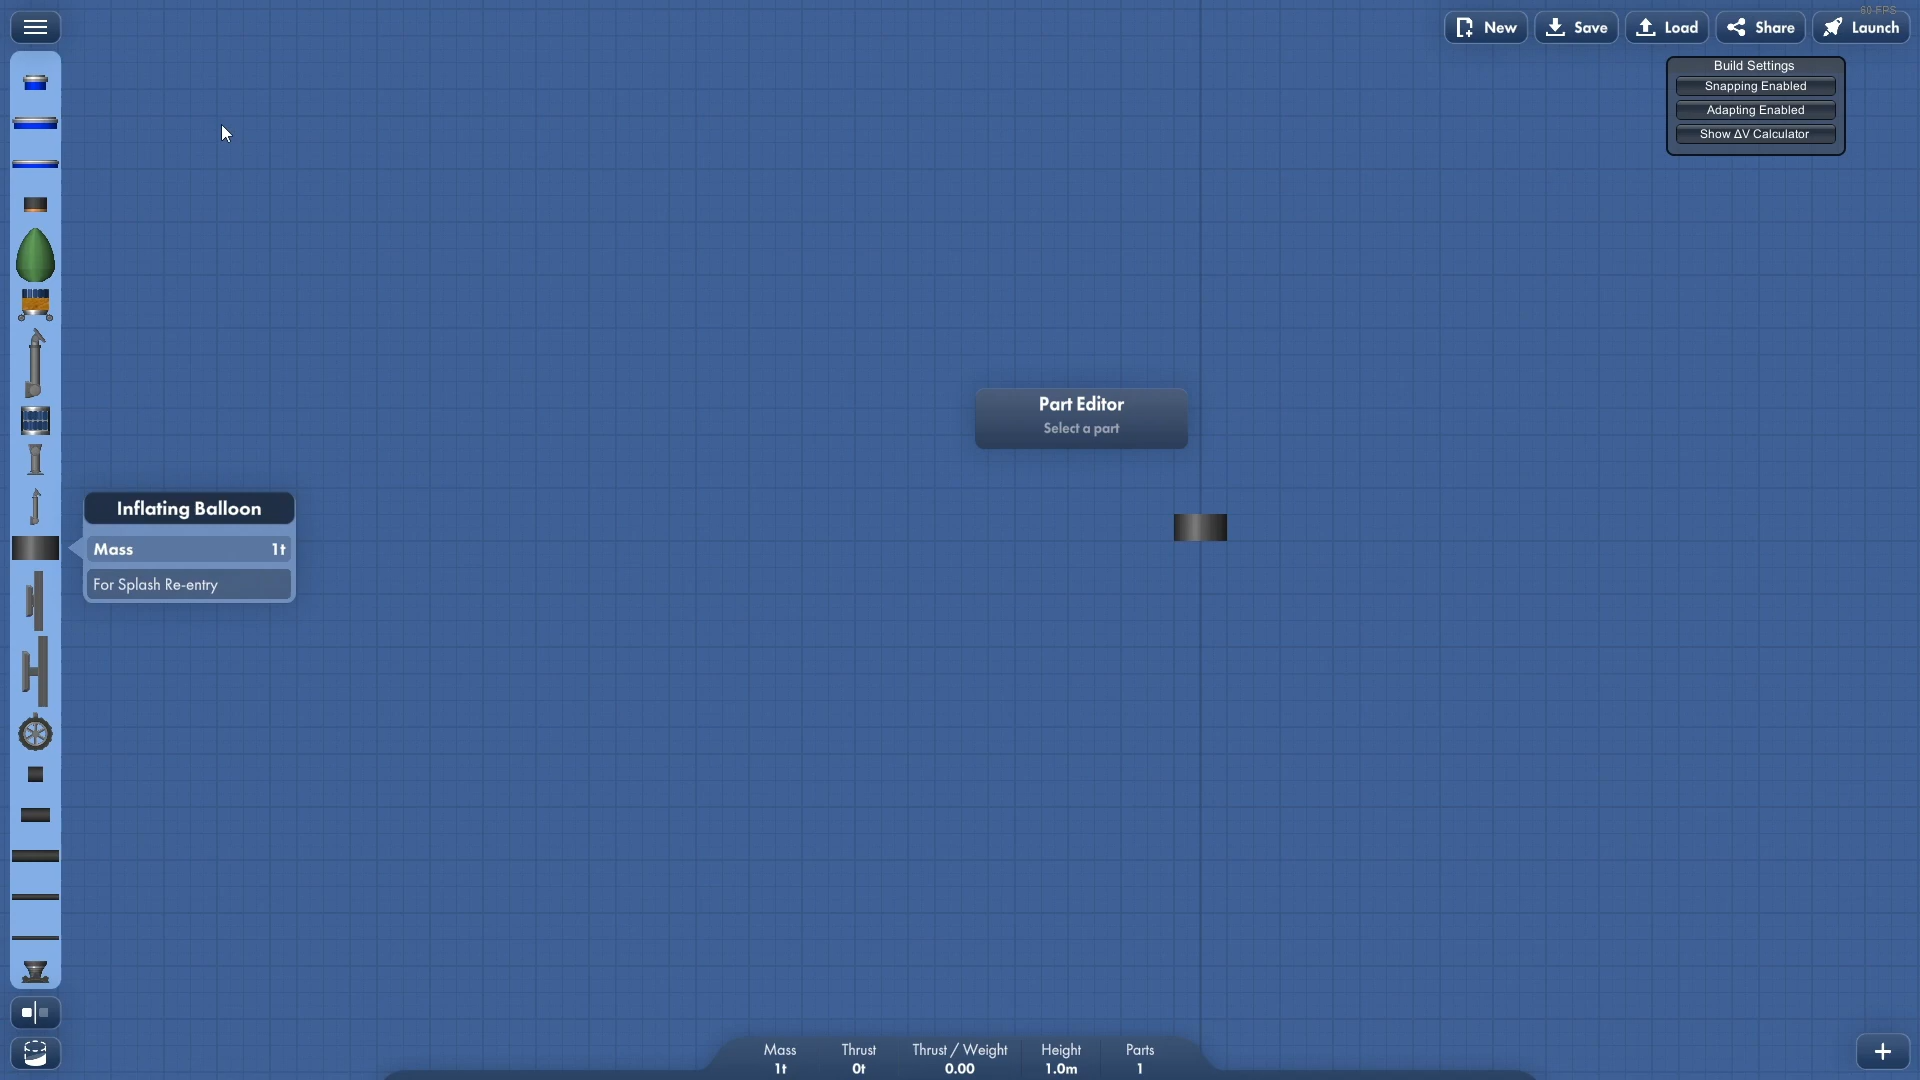 60 FPS
New
Save
Load
Share
Launch
Build Settings
Snapping Enabled
Adapting Enabled
Show ΔV Calculator
Part Editor
Select a part
Inflating Balloon
Mass 1t
For Splash Re-entry
Mass Thrust Thrust / Weight Height Parts
1t 0t 0.00 1.0m 1